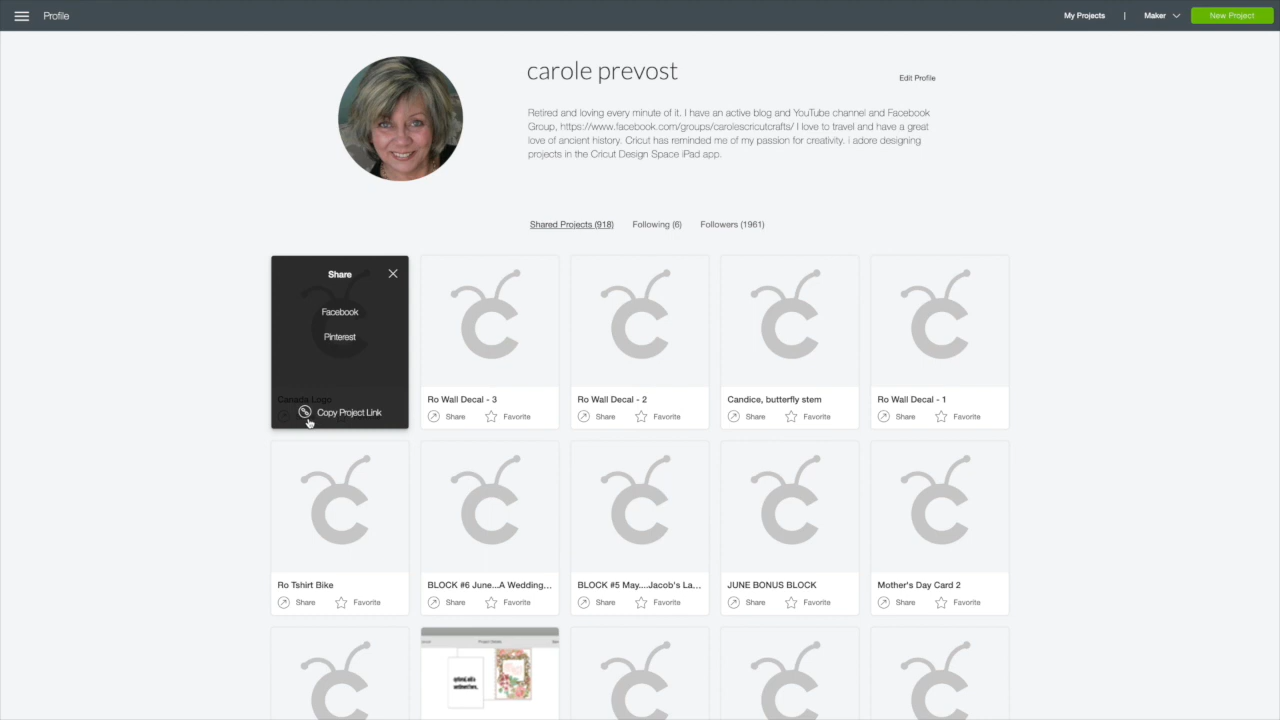 Profile
My Projects | Maker New Project
carole prevost
Edit Profile
Retired and loving every minute of it. I have an active blog and YouTube channel and Facebook
Group, https://www.facebook.com/groups/carolescricutcrafts/ I love to travel and have a great
love of ancient history. Cricut has reminded me of my passion for creativity. i adore designing
projects in the Cricut Design Space iPad app.
Shared Projects (918) Following (6) Followers (1961)
Share
Facebook
Pinterest
Canada Logo
Copy Project Link
Ro Wall Decal - 3
Share Favorite
Ro Wall Decal - 2
Share Favorite
Candice, butterfly stem
Share Favorite
Ro Wall Decal - 1
Share Favorite
Ro Tshirt Bike
Share Favorite
BLOCK #6 June...A Wedding...
Share Favorite
BLOCK #5 May....Jacob's La...
Share Favorite
JUNE BONUS BLOCK
Share Favorite
Mother's Day Card 2
Share Favorite
Project Details
sentiment here.